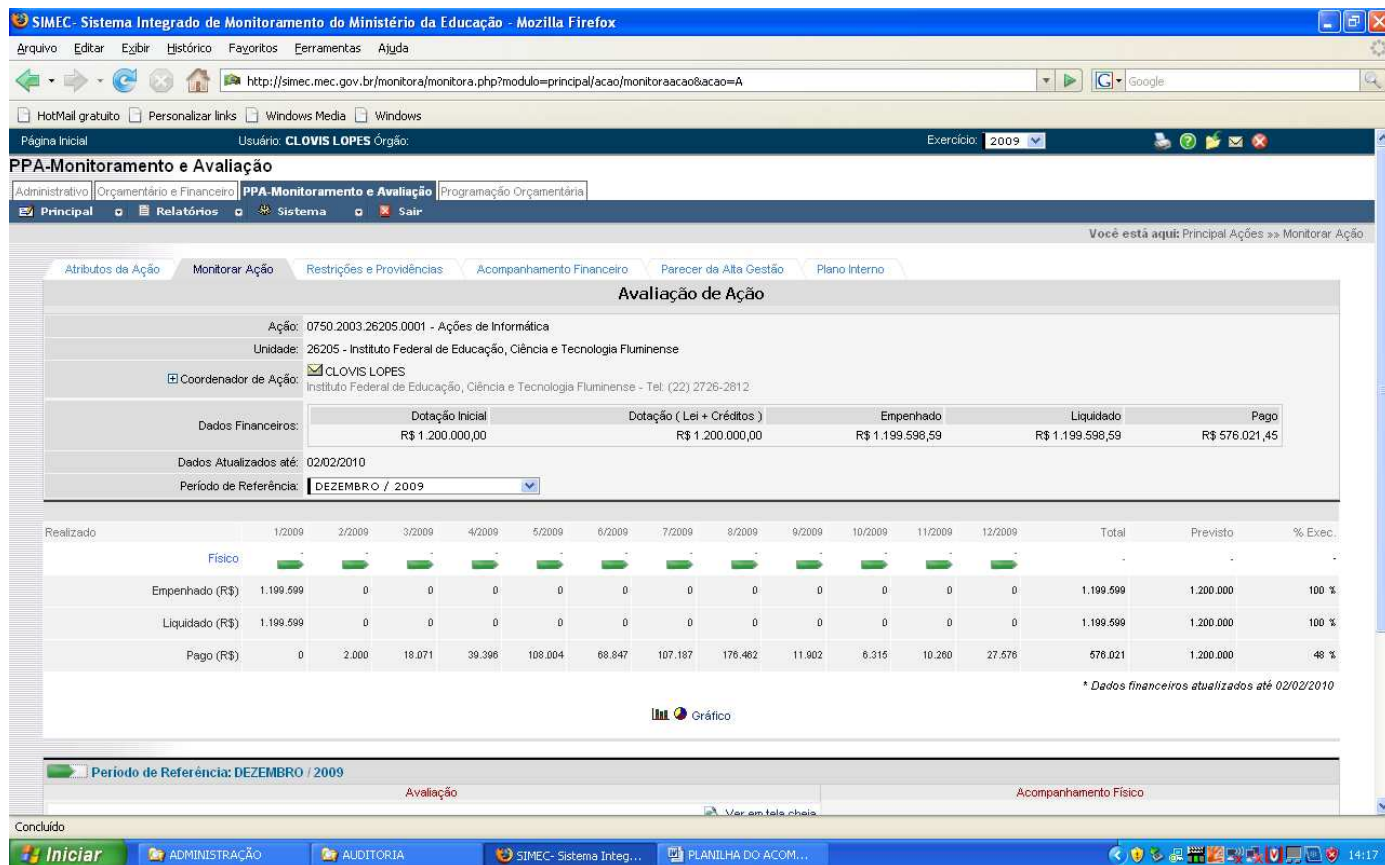 SIMEC- Sistema Integrado de Monitoramento do Ministério da Educação - Mozilla Firefox
Arquivo Editar Exibir Histórico Favoritos Ferramentas Ajuda
http://simec.mec.gov.br/monitora/monitora.php?modulo=principal/acao/monitoraacao&acao=A G Google
HotMail gratuito Personalizar links Windows Media Windows
Página Inicial Usuário: CLOVIS LOPES Órgão: Exercício: 2009
PPA-Monitoramento e Avaliação
Administrativo Orçamentário e Financeiro PPA-Monitoramento e Avaliação Programação Orçamentária
Principal Relatórios Sistema Sair
Você está aqui: Principal Ações »» Monitorar Ação
Atributos da Ação Monitorar Ação Restrições e Providências Acompanhamento Financeiro Parecer da Alta Gestão Plano Interno
Avaliação de Ação
Ação: 0750.2003.26205.0001 - Ações de Informática
Unidade: 26205 - Instituto Federal de Educação, Ciência e Tecnologia Fluminense
Coordenador de Ação: CLOVIS LOPES
Instituto Federal de Educação, Ciência e Tecnologia Fluminense - Tel: (22) 2726-2812
Dados Financeiros: Dotação Inicial Dotação ( Lei + Créditos ) Empenhado Liquidado Pago
R$ 1.200.000,00 R$ 1.200.000,00 R$ 1.199.598,59 R$ 1.199.598,59 R$ 576.021,45
Dados Atualizados até: 02/02/2010
Período de Referência: DEZEMBRO / 2009
Realizado 1/2009 2/2009 3/2009 4/2009 5/2009 6/2009 7/2009 8/2009 9/2009 10/2009 11/2009 12/2009 Total Previsto % Exec.
Físico - - - - - - - - - - - - - - -
Empenhado (R$) 1.199.599 0 0 0 0 0 0 0 0 0 0 0 1.199.599 1.200.000 100 %
Liquidado (R$) 1.199.599 0 0 0 0 0 0 0 0 0 0 0 1.199.599 1.200.000 100 %
Pago (R$) 0 2.000 18.071 39.396 108.004 68.847 107.187 176.462 11.902 6.315 10.260 27.576 576.021 1.200.000 48 %
* Dados financeiros atualizados até 02/02/2010
Gráfico
Período de Referência: DEZEMBRO / 2009
Avaliação Acompanhamento Físico
Ver em tela cheia
Concluído
Iniciar ADMINISTRAÇÃO AUDITORIA SIMEC- Sistema Integ... PLANILHA DO ACOM... 14:17